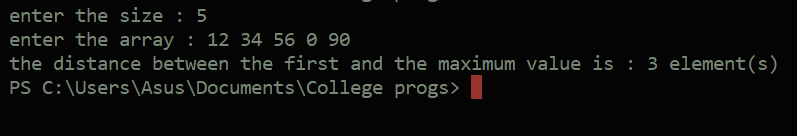 enter the size : 5
enter the array : 12 34 56 0 90
the distance between the first and the maximum value is : 3 element(s)
PS C:\Users\Asus\Documents\College progs>